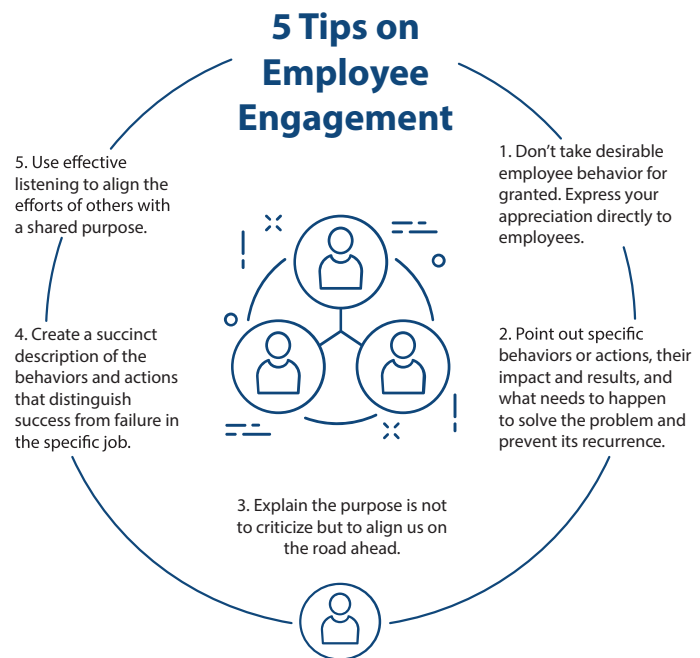 5 Tips on
Employee
Engagement
1. Don’t take desirable
employee behavior for
granted. Express your
appreciation directly to
employees.
2. Point out specific
behaviors or actions, their
impact and results, and
what needs to happen
to solve the problem and
prevent its recurrence.
3. Explain the purpose is not
to criticize but to align us on
the road ahead.
4. Create a succinct
description of the
behaviors and actions
that distinguish
success from failure in
the specific job.
5. Use effective
listening to align the
efforts of others with
a shared purpose.